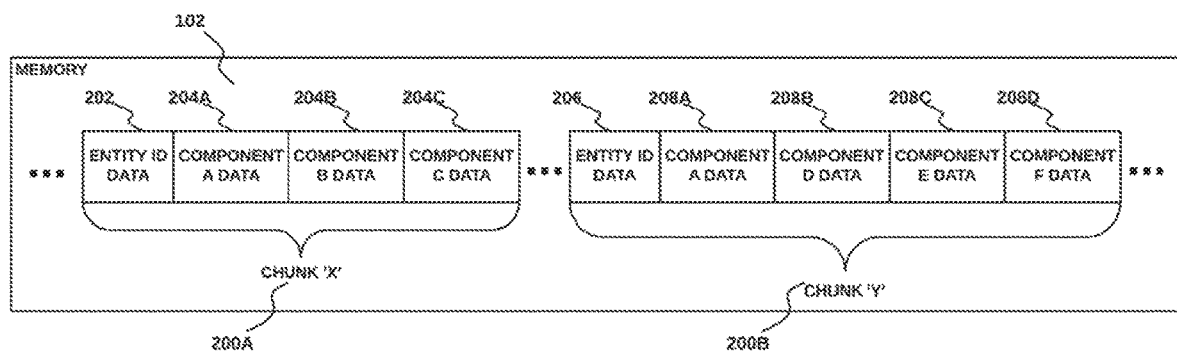 102
MEMORY
202 204A 204B 204C 206 208A 208B 208C 208D
ENTITY ID COMPONENT COMPONENT COMPONENT ENTITY ID COMPONENT COMPONENT COMPONENT COMPONENT
DATA A DATA B DATA C DATA DATA A DATA D DATA E DATA F DATA
CHUNK 'X'
CHUNK 'Y'
200A 200B